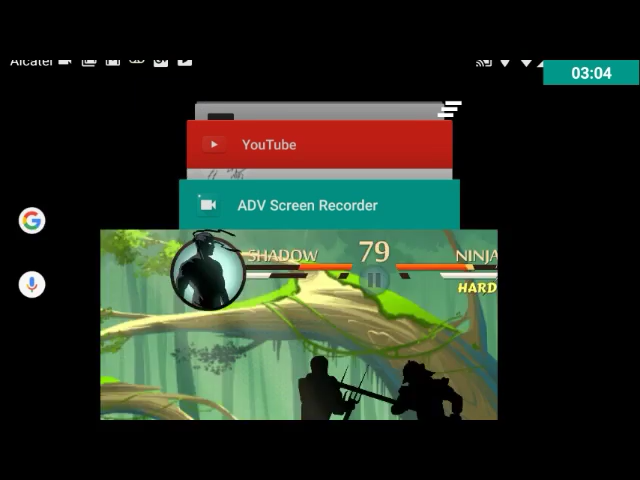 Alcatel
03:04
YouTube
ADV Screen Recorder
SHADOW 79 NINJA
HARD